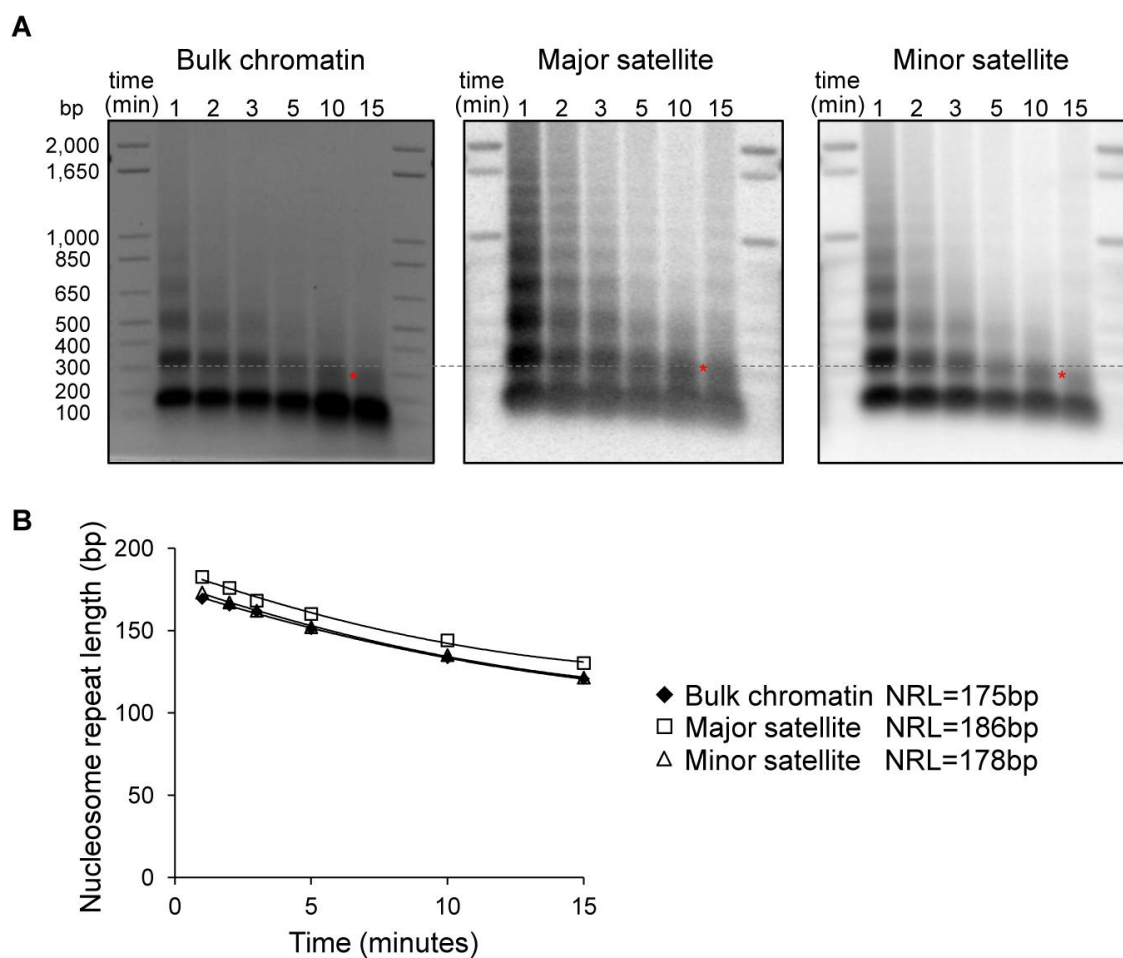 A
Bulk chromatin
Major satellite
Minor satellite
time
(min)
time
(min)
time
(min)
bp
1 2 3 5 10 15
1 2 3 5 10 15
1 2 3 5 10 15
2,000
1,650
1,000
850
650
500
400
300
200
100
*
*
*
B
Nucleosome repeat length (bp)
200
150
100
50
0
0 5 10 15
Time (minutes)
Bulk chromatin NRL=175bp
Major satellite NRL=186bp
Minor satellite NRL=178bp